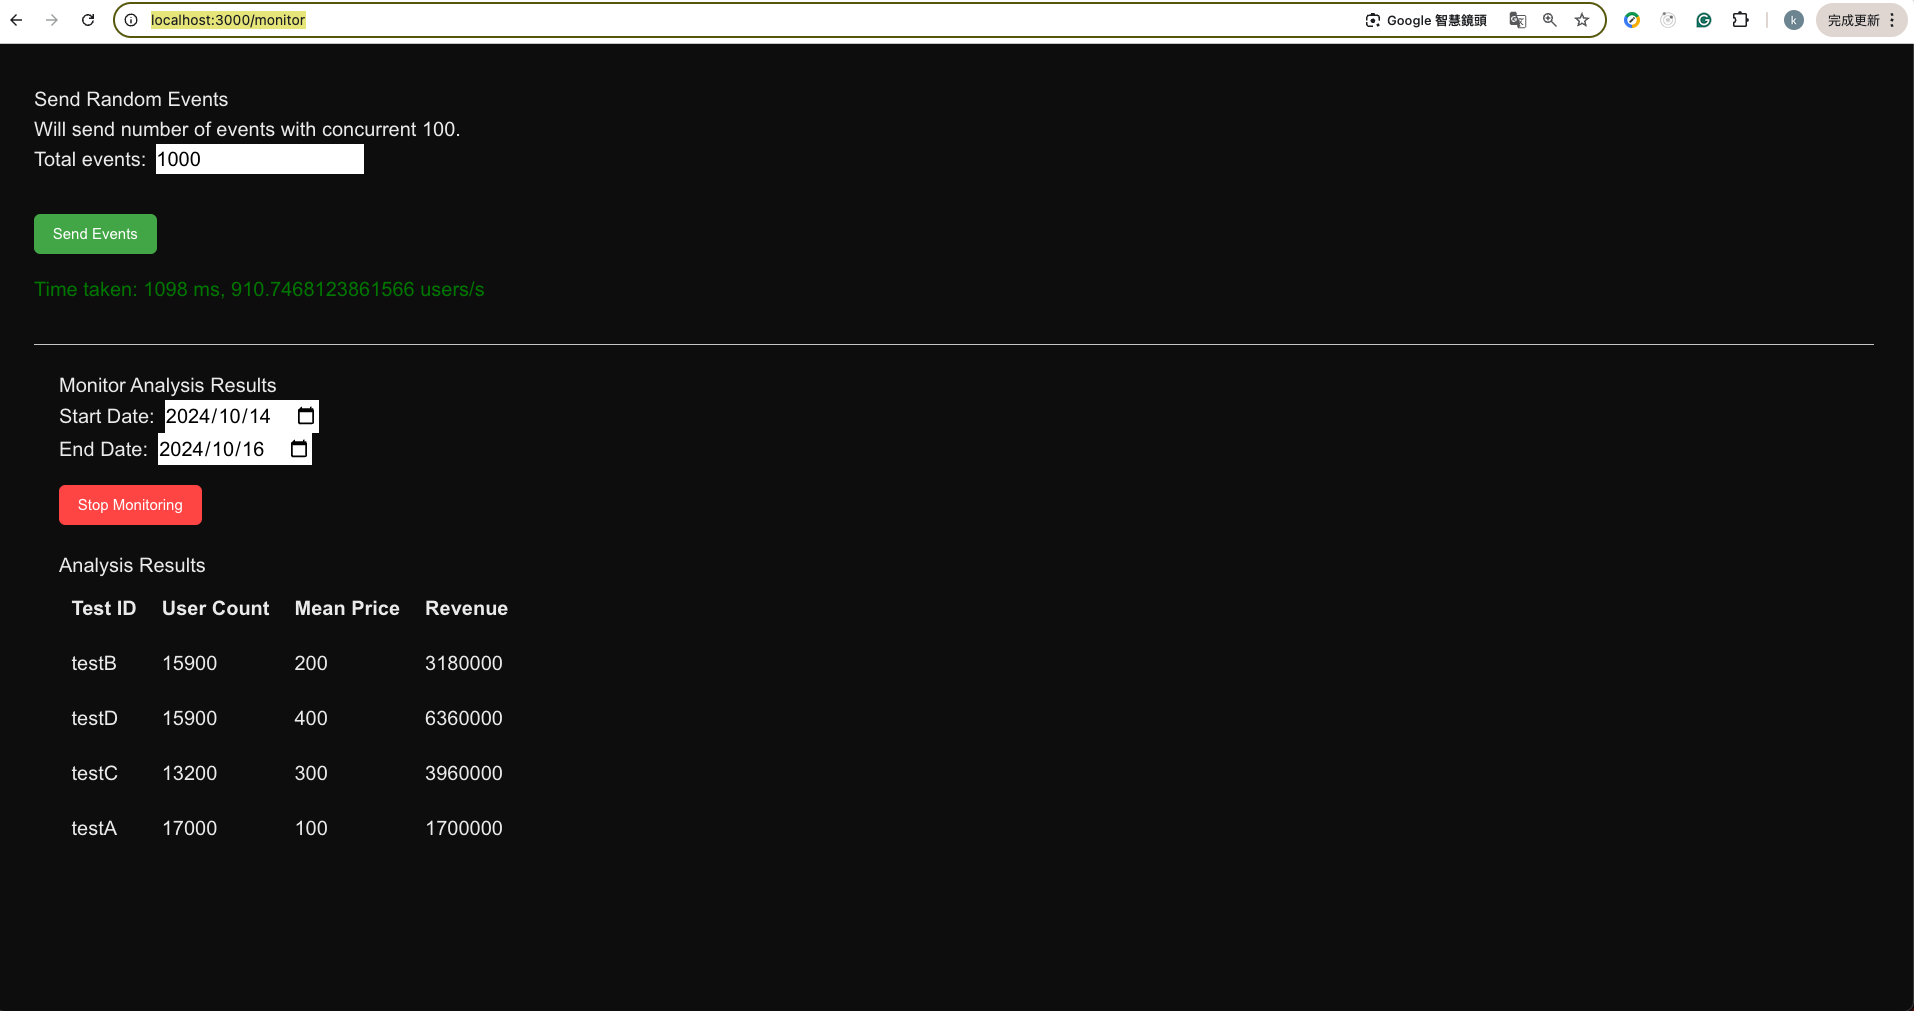 localhost:3000/monitor
Google 智慧鏡頭
k
完成更新
Send Random Events
Will send number of events with concurrent 100.
Total events: 1000
Send Events
Time taken: 1098 ms, 910.7468123861566 users/s
Monitor Analysis Results
Start Date: 2024/10/14
End Date: 2024/10/16
Stop Monitoring
Analysis Results
Test ID User Count Mean Price Revenue
testB 15900 200 3180000
testD 15900 400 6360000
testC 13200 300 3960000
testA 17000 100 1700000